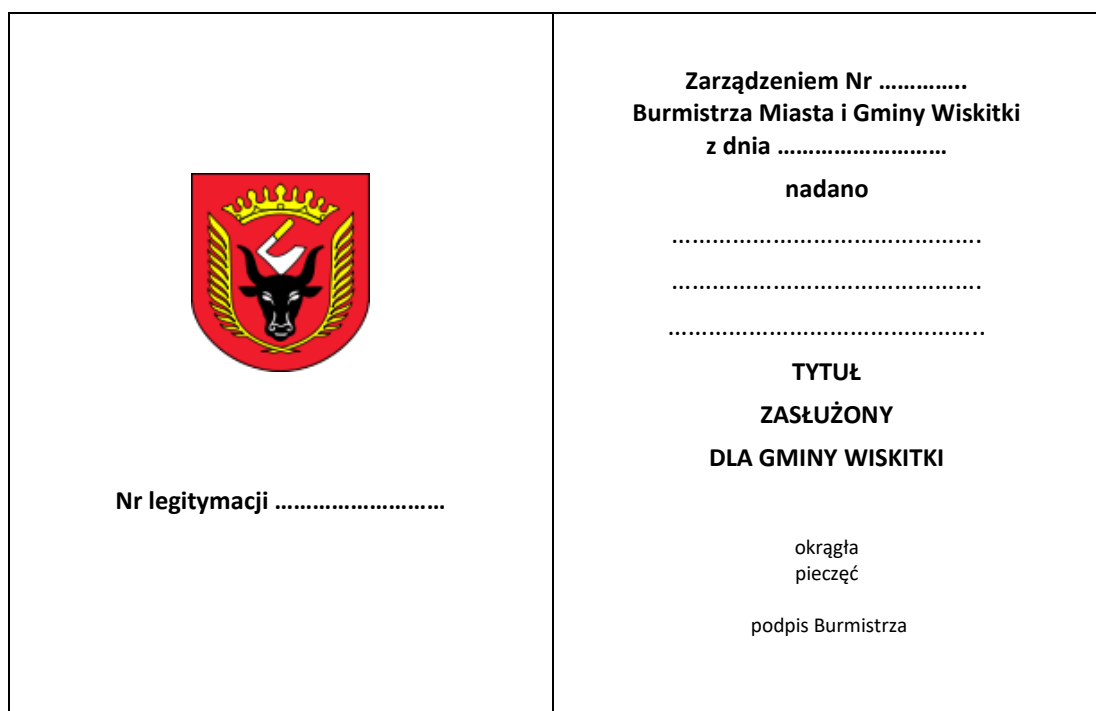 Nr legitymacji ……………………...
Zarządzeniem Nr …………..
Burmistrza Miasta i Gminy Wiskitki
z dnia ………………………
nadano
……………………………………….
……………………………………….
………………………………………..
TYTUŁ
ZASŁUŻONY
DLA GMINY WISKITKI
okrągła
pieczęć
podpis Burmistrza